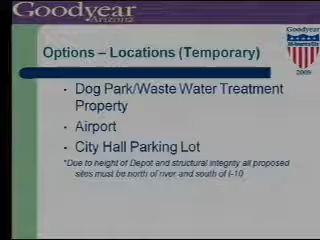 Goodyear
Arizona
Goodyear
2008
Options – Locations (Temporary)
• Dog Park/Waste Water Treatment
Property
• Airport
• City Hall Parking Lot
*Due to height of Depot and structural integrity all proposed
sites must be north of river and south of I-10